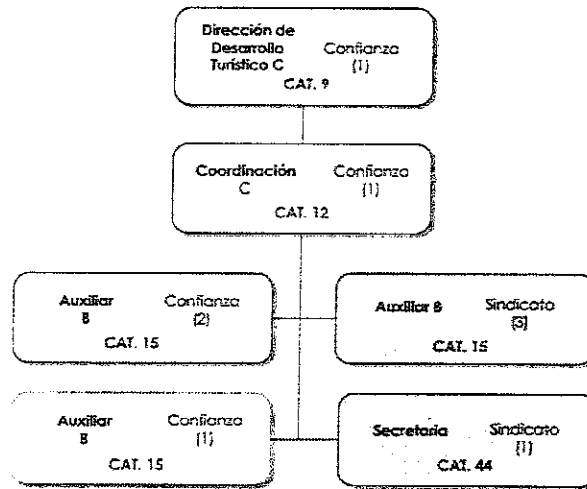 Dirección de
Desarrollo
Turístico C
Confianza
(1)
CAT. 9
Coordinación
C
Confianza
(1)
CAT. 12
Auxiliar
B
Confianza
(2)
CAT. 15
Auxiliar B
Sindicato
(3)
CAT. 15
Auxiliar
B
Confianza
(1)
CAT. 15
Secretaria
Sindicato
(1)
CAT. 44